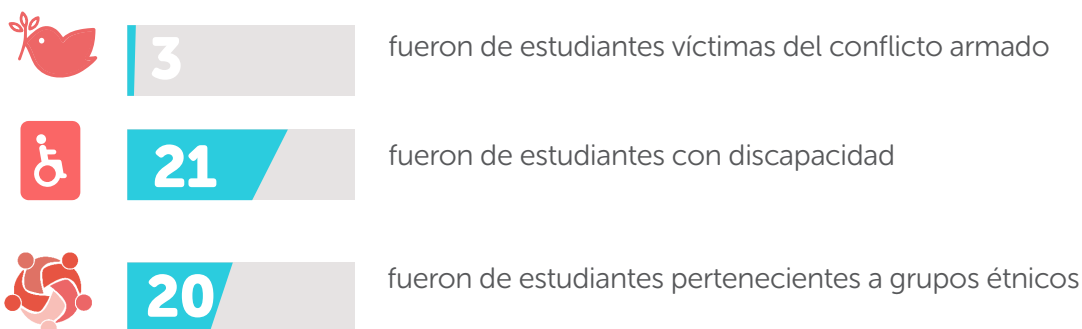 3 fueron de estudiantes víctimas del conflicto armado
21 fueron de estudiantes con discapacidad
20 fueron de estudiantes pertenecientes a grupos étnicos